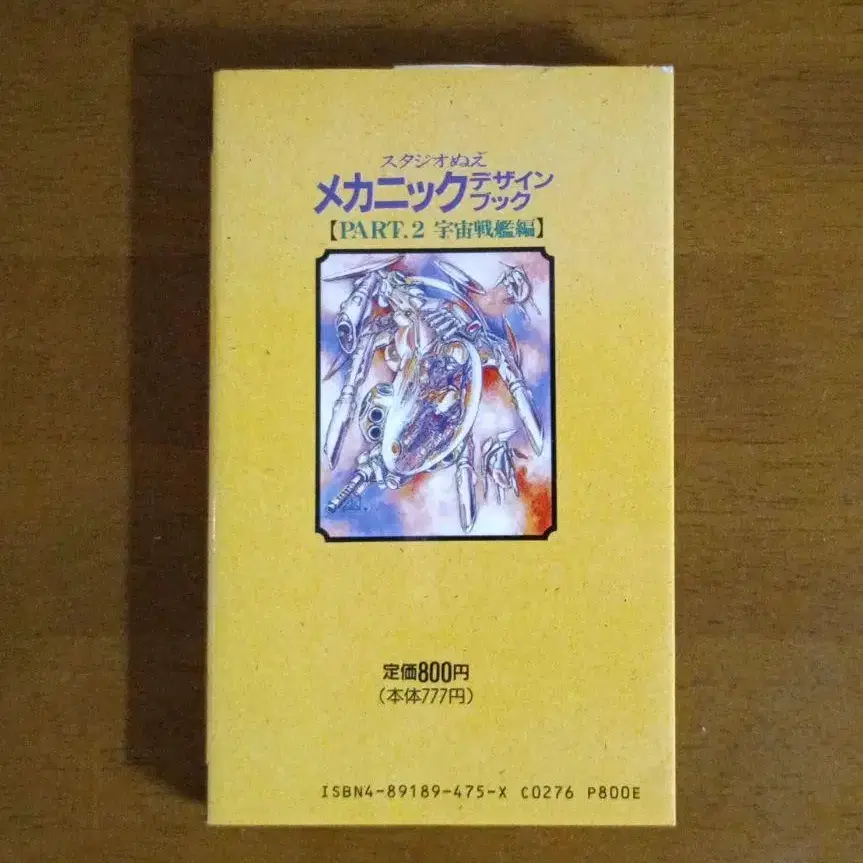 スタジオぬえ
メカニックデザインブック
【PART.2 宇宙戦艦編】
定価800円
(本体777円)
ISBN4-89189-475-X C0276 P800E